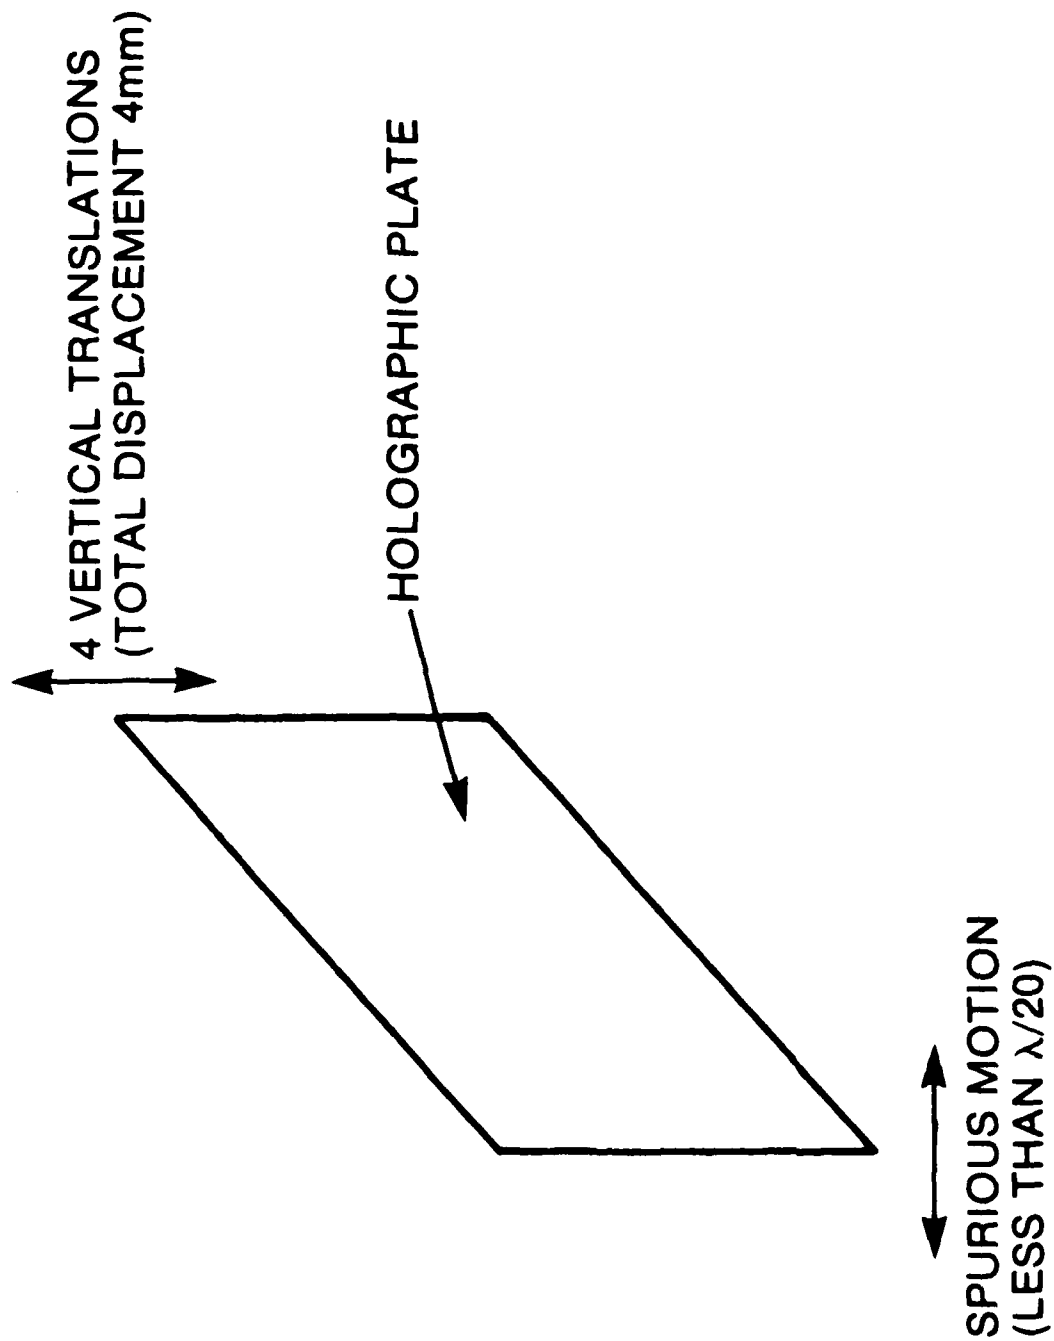 4 VERTICAL TRANSLATIONS
(TOTAL DISPLACEMENT 4mm)
HOLOGRAPHIC PLATE
SPURIOUS MOTION
(LESS THAN λ/20)